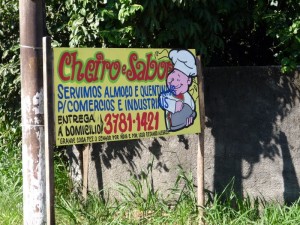 Cheiro e Sabor
SERVIMOS ALMOÇO E QUENTINHAS
P/COMERCIOS E INDUSTRIAS
ENTREGA
À DOMICILIO
3781-1421